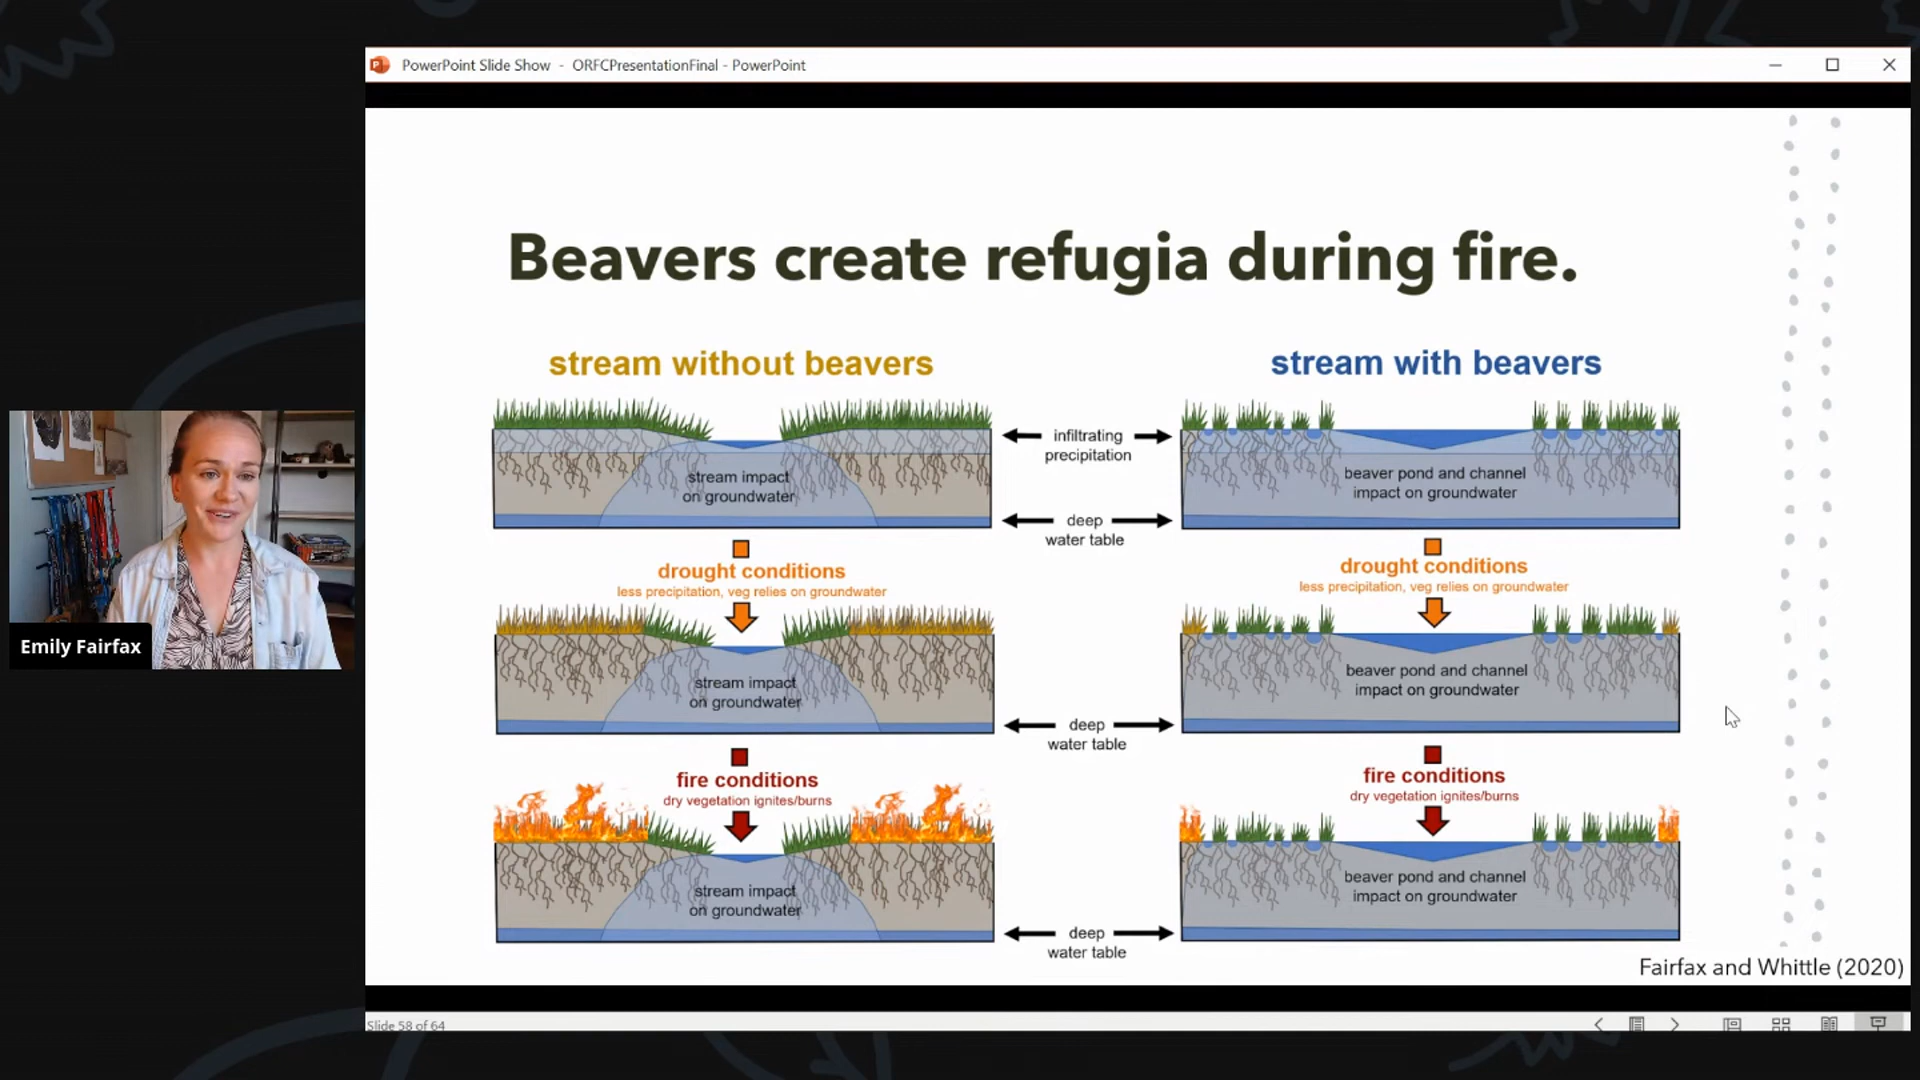 PowerPoint Slide Show - ORFCPresentationFinal - PowerPoint
Beavers create refugia during fire.
stream without beavers
stream with beavers
stream impact
on groundwater
infiltrating
precipitation
deep
water table
beaver pond and channel
impact on groundwater
drought conditions
less precipitation, veg relies on groundwater
drought conditions
less precipitation, veg relies on groundwater
stream impact
on groundwater
deep
water table
beaver pond and channel
impact on groundwater
fire conditions
dry vegetation ignites/burns
fire conditions
dry vegetation ignites/burns
stream impact
on groundwater
deep
water table
beaver pond and channel
impact on groundwater
Fairfax and Whittle (2020)
Slide 58 of 64
Emily Fairfax